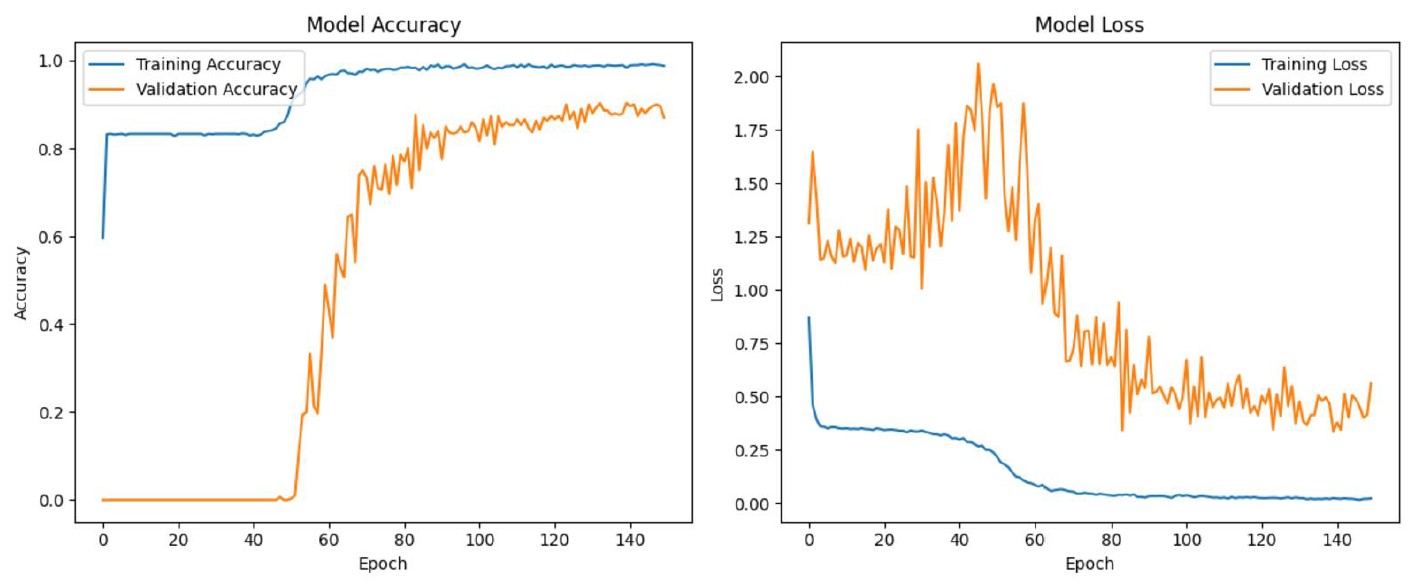 Model Accuracy
Training Accuracy
Validation Accuracy
1.0
0.8
0.6
0.4
0.2
0.0
Accuracy
0 20 40 60 80 100 120 140
Epoch
Model Loss
Training Loss
Validation Loss
2.00
1.75
1.50
1.25
1.00
0.75
0.50
0.25
0.00
Loss
0 20 40 60 80 100 120 140
Epoch